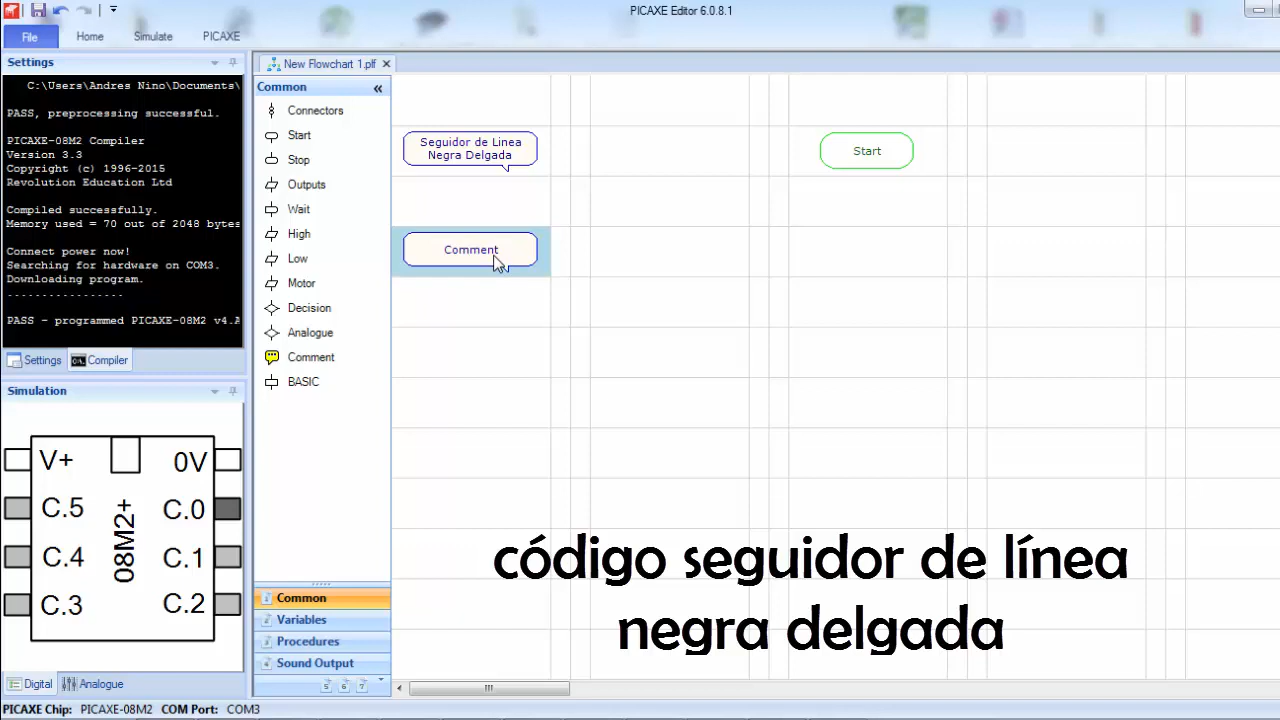 PICAXE Editor 6.0.8.1
File
Home
Simulate
PICAXE
Settings
New Flowchart 1.plf
C:\Users\Andres Nino\Documents\
PASS, preprocessing successful.
PICAXE-08M2 Compiler
Version 3.3
Copyright (c) 1996-2015
Revolution Education Ltd
Compiled successfully.
Memory used = 70 out of 2048 bytes
Connect power now!
Searching for hardware on COM3.
Downloading program.
-----------------
PASS - programmed PICAXE-08M2 v4.A
Settings
Compiler
Common
Connectors
Start
Stop
Outputs
Wait
High
Low
Motor
Decision
Analogue
Comment
BASIC
Seguidor de Linea
Negra Delgada
Start
Comment
Simulation
V+
0V
C.5
C.0
C.4
C.1
C.3
C.2
08M2+
Digital
Analogue
Common
Variables
Procedures
Sound Output
5 6 7
código seguidor de línea
negra delgada
PICAXE Chip: PICAXE-08M2 COM Port: COM3